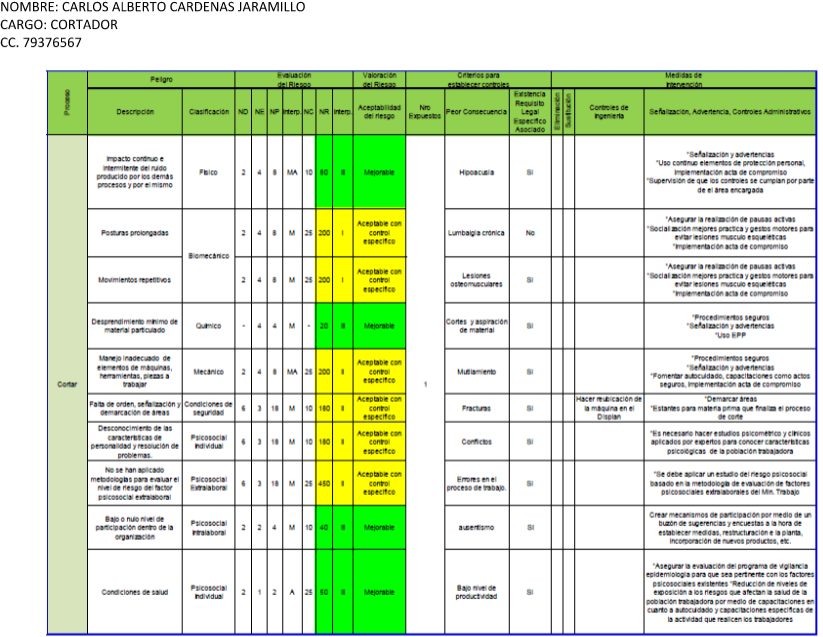 NOMBRE: CARLOS ALBERTO CARDENAS JARAMILLO
CARGO: CORTADOR
CC. 79376567
Proceso
Peligro
Evaluación
del Riesgo
Valoración
del Riesgo
Criterios para
establecer controles
Medidas de
Intervención
Descripción
Clasificación
ND
NE
NP
Interp.
NC
NR
Interp.
Aceptabilidad
del riesgo
Nro
Expuestos
Peor Consecuencia
Existencia
Requisito
Legal
Especifico
Asociado
Eliminación
Sustitución
Controles de
Ingeniería
Señalización, Advertencia, Controles Administrativos
Cortar
1
Impacto continuo e
intermitente del ruido
producido por los demás
procesos y por el mismo
Físico
2 4 8 MA 10 80 III
Mejorable
Hipoacusia
Si
*Señalización y advertencias
*Uso continuo elementos de protección personal,
implementación acta de compromiso
*Supervisión de que los controles se cumplan por parte
de el área encargada
Posturas prolongadas
Biomecánico
2 4 8 M 25 200 I
Aceptable con
control
especifico
Lumbalgia crónica
No
*Asegurar la realización de pausas activas
*Socialización mejores practica y gestos motores para
evitar lesiones musculo esqueléticas
*Implementación acta de compromiso
Movimientos repetitivos
2 4 8 M 25 200 I
Aceptable con
control
especifico
Lesiones
osteomusculares
Si
*Asegurar la realización de pausas activas
*Socialización mejores practica y gestos motores para
evitar lesiones musculo esqueléticas
*Implementación acta de compromiso
Desprendimiento mínimo de
material particulado
Químico
- 4 4 M - 20 III
Mejorable
Cortes y aspiración
de material
Si
*Procedimientos seguros
*Señalización y advertencias
*Uso EPP
Manejo inadecuado de
elementos de máquinas,
herramientas, piezas a
trabajar
Mecánico
2 4 8 MA 25 200 II
Aceptable con
control
especifico
Mutilamiento
Si
*Procedimientos seguros
*Señalización y advertencias
*Fomentar autocuidado, capacitaciones como actos
seguros, implementación acta de compromiso
Falta de orden, señalización y
demarcación de áreas
Condiciones de
seguridad
6 3 18 M 10 180 II
Aceptable con
control
especifico
Fracturas
Si
Hacer reubicación de
la máquina en el
Displan
*Demarcar áreas
*Estantes para materia prima que finaliza el proceso
de corte
Desconocimiento de las
características de
personalidad y resolución de
problemas.
Psicosocial
Individual
6 3 18 M 10 180 II
Aceptable con
control
especifico
Conflictos
Si
*Es necesario hacer estudios psicométrico y clínicos
aplicados por expertos para conocer características
psicológicas de la población trabajadora
No se han aplicado
metodologías para evaluar el
nivel de riesgo del factor
psicosocial extralaboral
Psicosocial
Extralaboral
6 3 18 M 25 450 II
Aceptable con
control
especifico
Errores en el
proceso de trabajo.
Si
*Se debe aplicar un estudio del riesgo psicosocial
basado en la metodología de evaluación de factores
psicosociales extralaborales del Min. Trabajo
Bajo o nulo nivel de
participación dentro de la
organización
Psicosocial
Intralaboral
2 2 4 M 10 40 III
Mejorable
ausentismo
Si
Crear mecanismos de participación por medio de un
buzón de sugerencias y encuestas a la hora de
establecer medidas, restructuración e la planta,
incorporación de nuevos productos, etc.
Condiciones de salud
Psicosocial
Individual
2 1 2 A 25 50 III
Mejorable
Bajo nivel de
productividad
Si
*Asegurar la evaluación del programa de vigilancia
epidemiología para que sea pertinente con los factores
psicosociales existentes *Reducción de niveles de
exposición a los riesgos que afectan la salud de la
población trabajadora por medio de capacitaciones en
cuanto a autocuidado y capacitaciones especificas de
la actividad que realicen los trabajadores